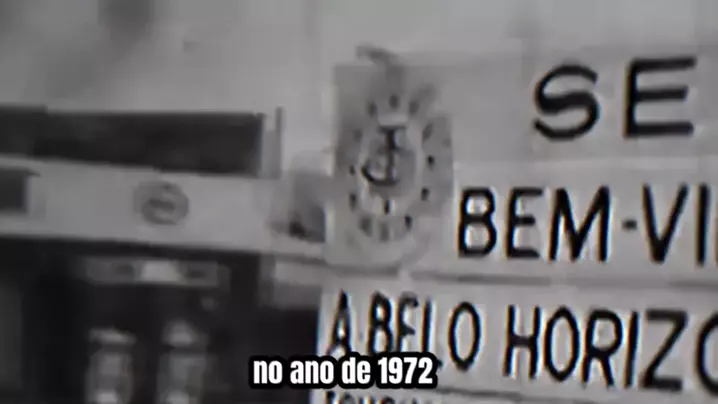 SE
BEM-VI
A BELO HORIZO
no ano de 1972